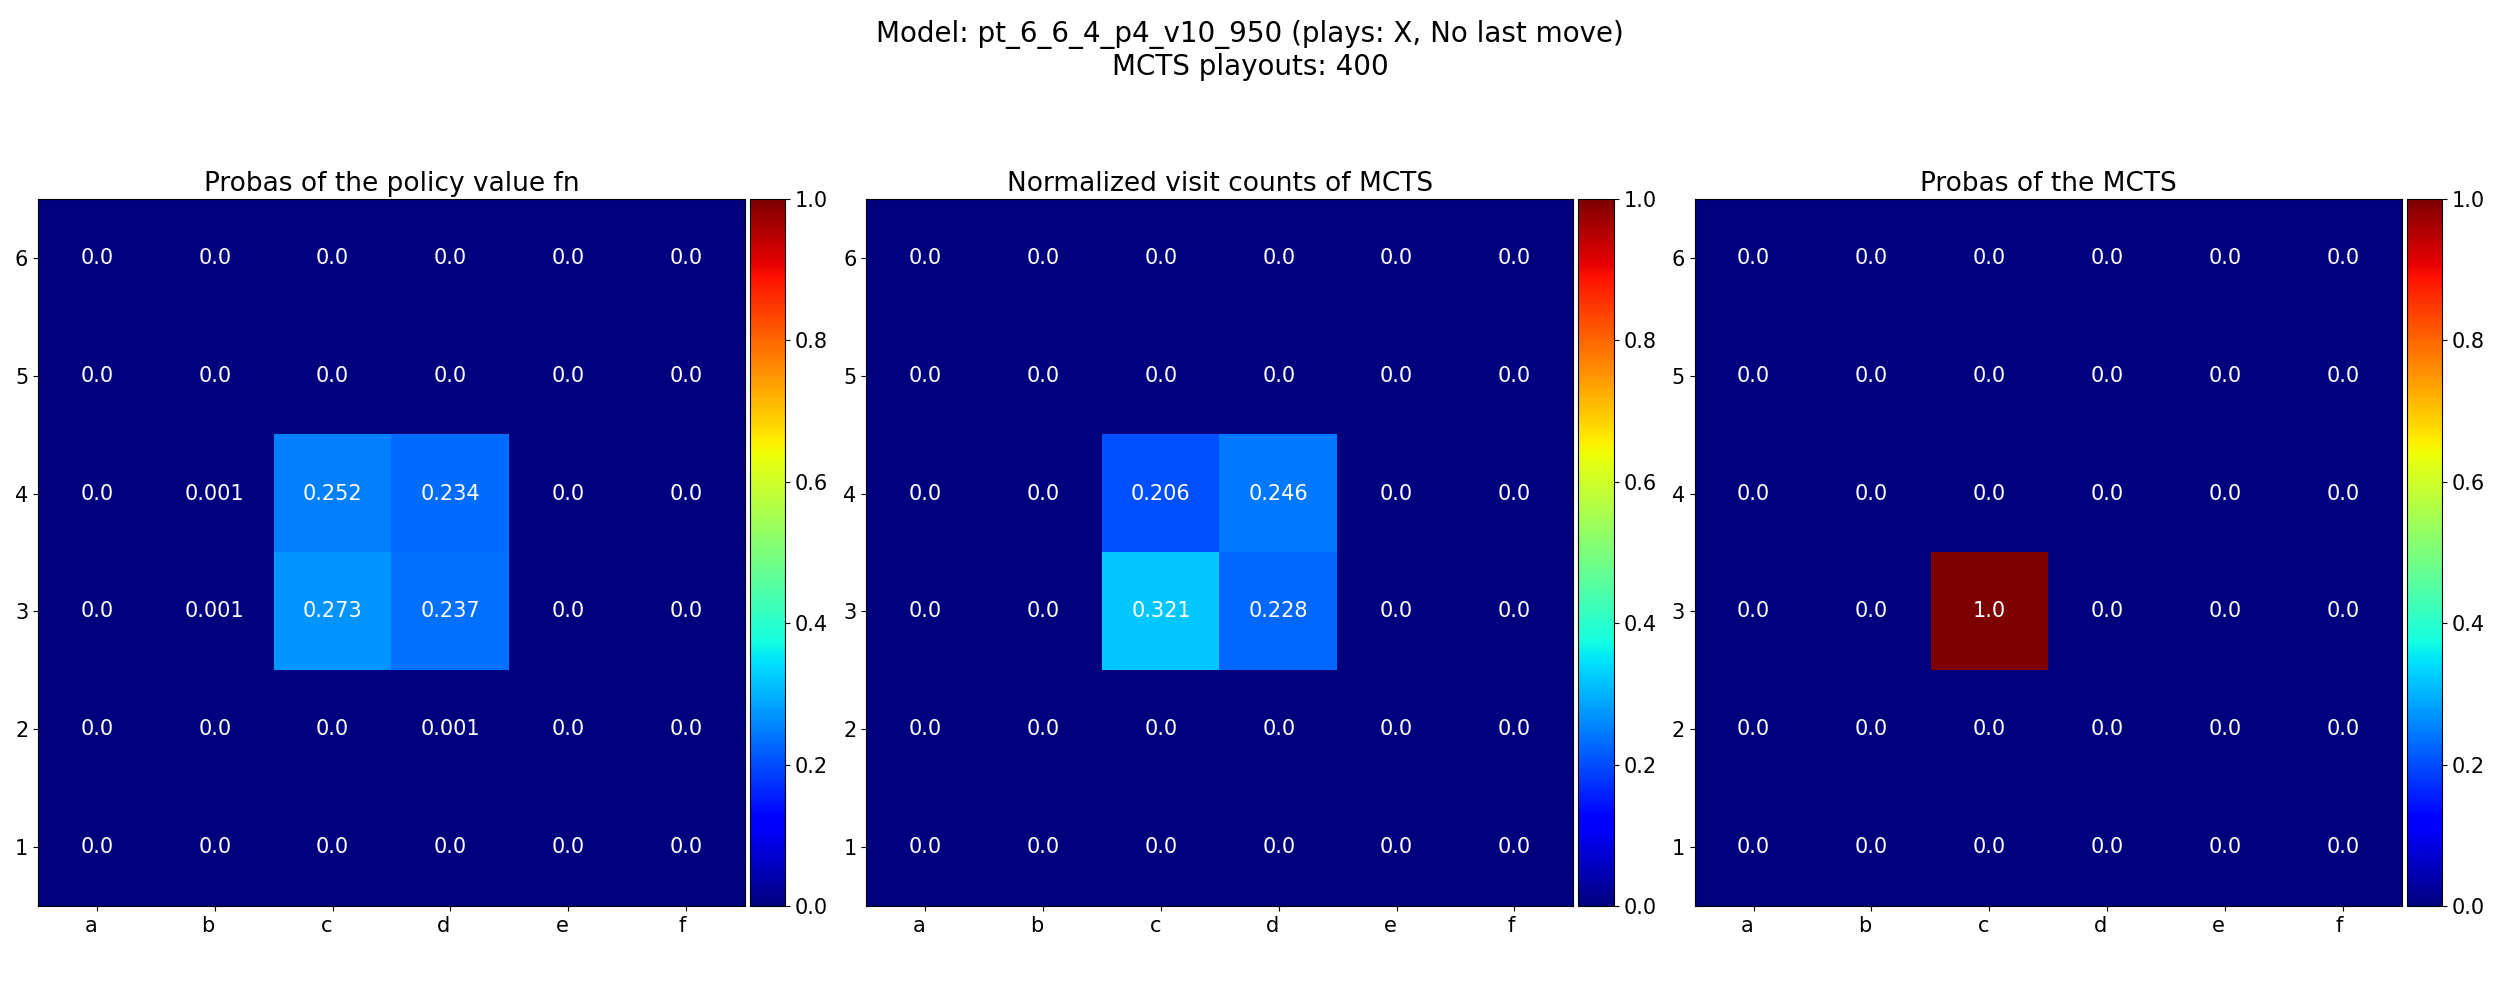 Model: pt_6_6_4_p4_v10_950 (plays: X, No last move)
MCTS playouts: 400
Probas of the policy value fn
6 0.0 0.0 0.0 0.0 0.0 0.0
5 0.0 0.0 0.0 0.0 0.0 0.0
4 0.0 0.001 0.252 0.234 0.0 0.0
3 0.0 0.001 0.273 0.237 0.0 0.0
2 0.0 0.0 0.0 0.001 0.0 0.0
1 0.0 0.0 0.0 0.0 0.0 0.0
a b c d e f
1.0
0.8
0.6
0.4
0.2
0.0
Normalized visit counts of MCTS
6 0.0 0.0 0.0 0.0 0.0 0.0
5 0.0 0.0 0.0 0.0 0.0 0.0
4 0.0 0.0 0.206 0.246 0.0 0.0
3 0.0 0.0 0.321 0.228 0.0 0.0
2 0.0 0.0 0.0 0.0 0.0 0.0
1 0.0 0.0 0.0 0.0 0.0 0.0
a b c d e f
1.0
0.8
0.6
0.4
0.2
0.0
Probas of the MCTS
6 0.0 0.0 0.0 0.0 0.0 0.0
5 0.0 0.0 0.0 0.0 0.0 0.0
4 0.0 0.0 0.0 0.0 0.0 0.0
3 0.0 0.0 1.0 0.0 0.0 0.0
2 0.0 0.0 0.0 0.0 0.0 0.0
1 0.0 0.0 0.0 0.0 0.0 0.0
a b c d e f
1.0
0.8
0.6
0.4
0.2
0.0